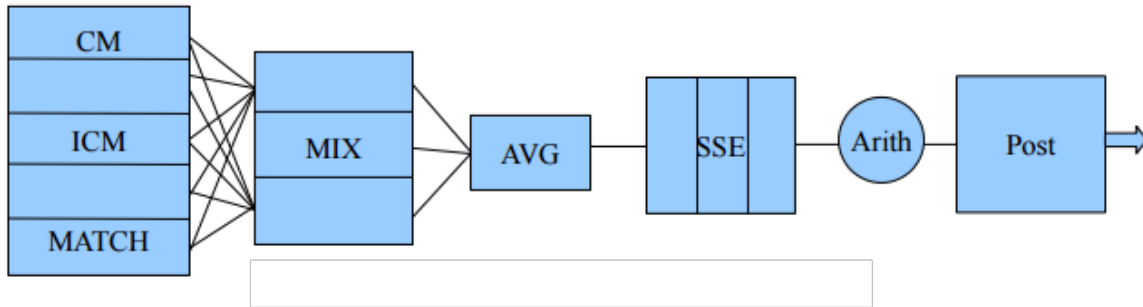 CM
ICM
MATCH
MIX
AVG
SSE
Arith
Post